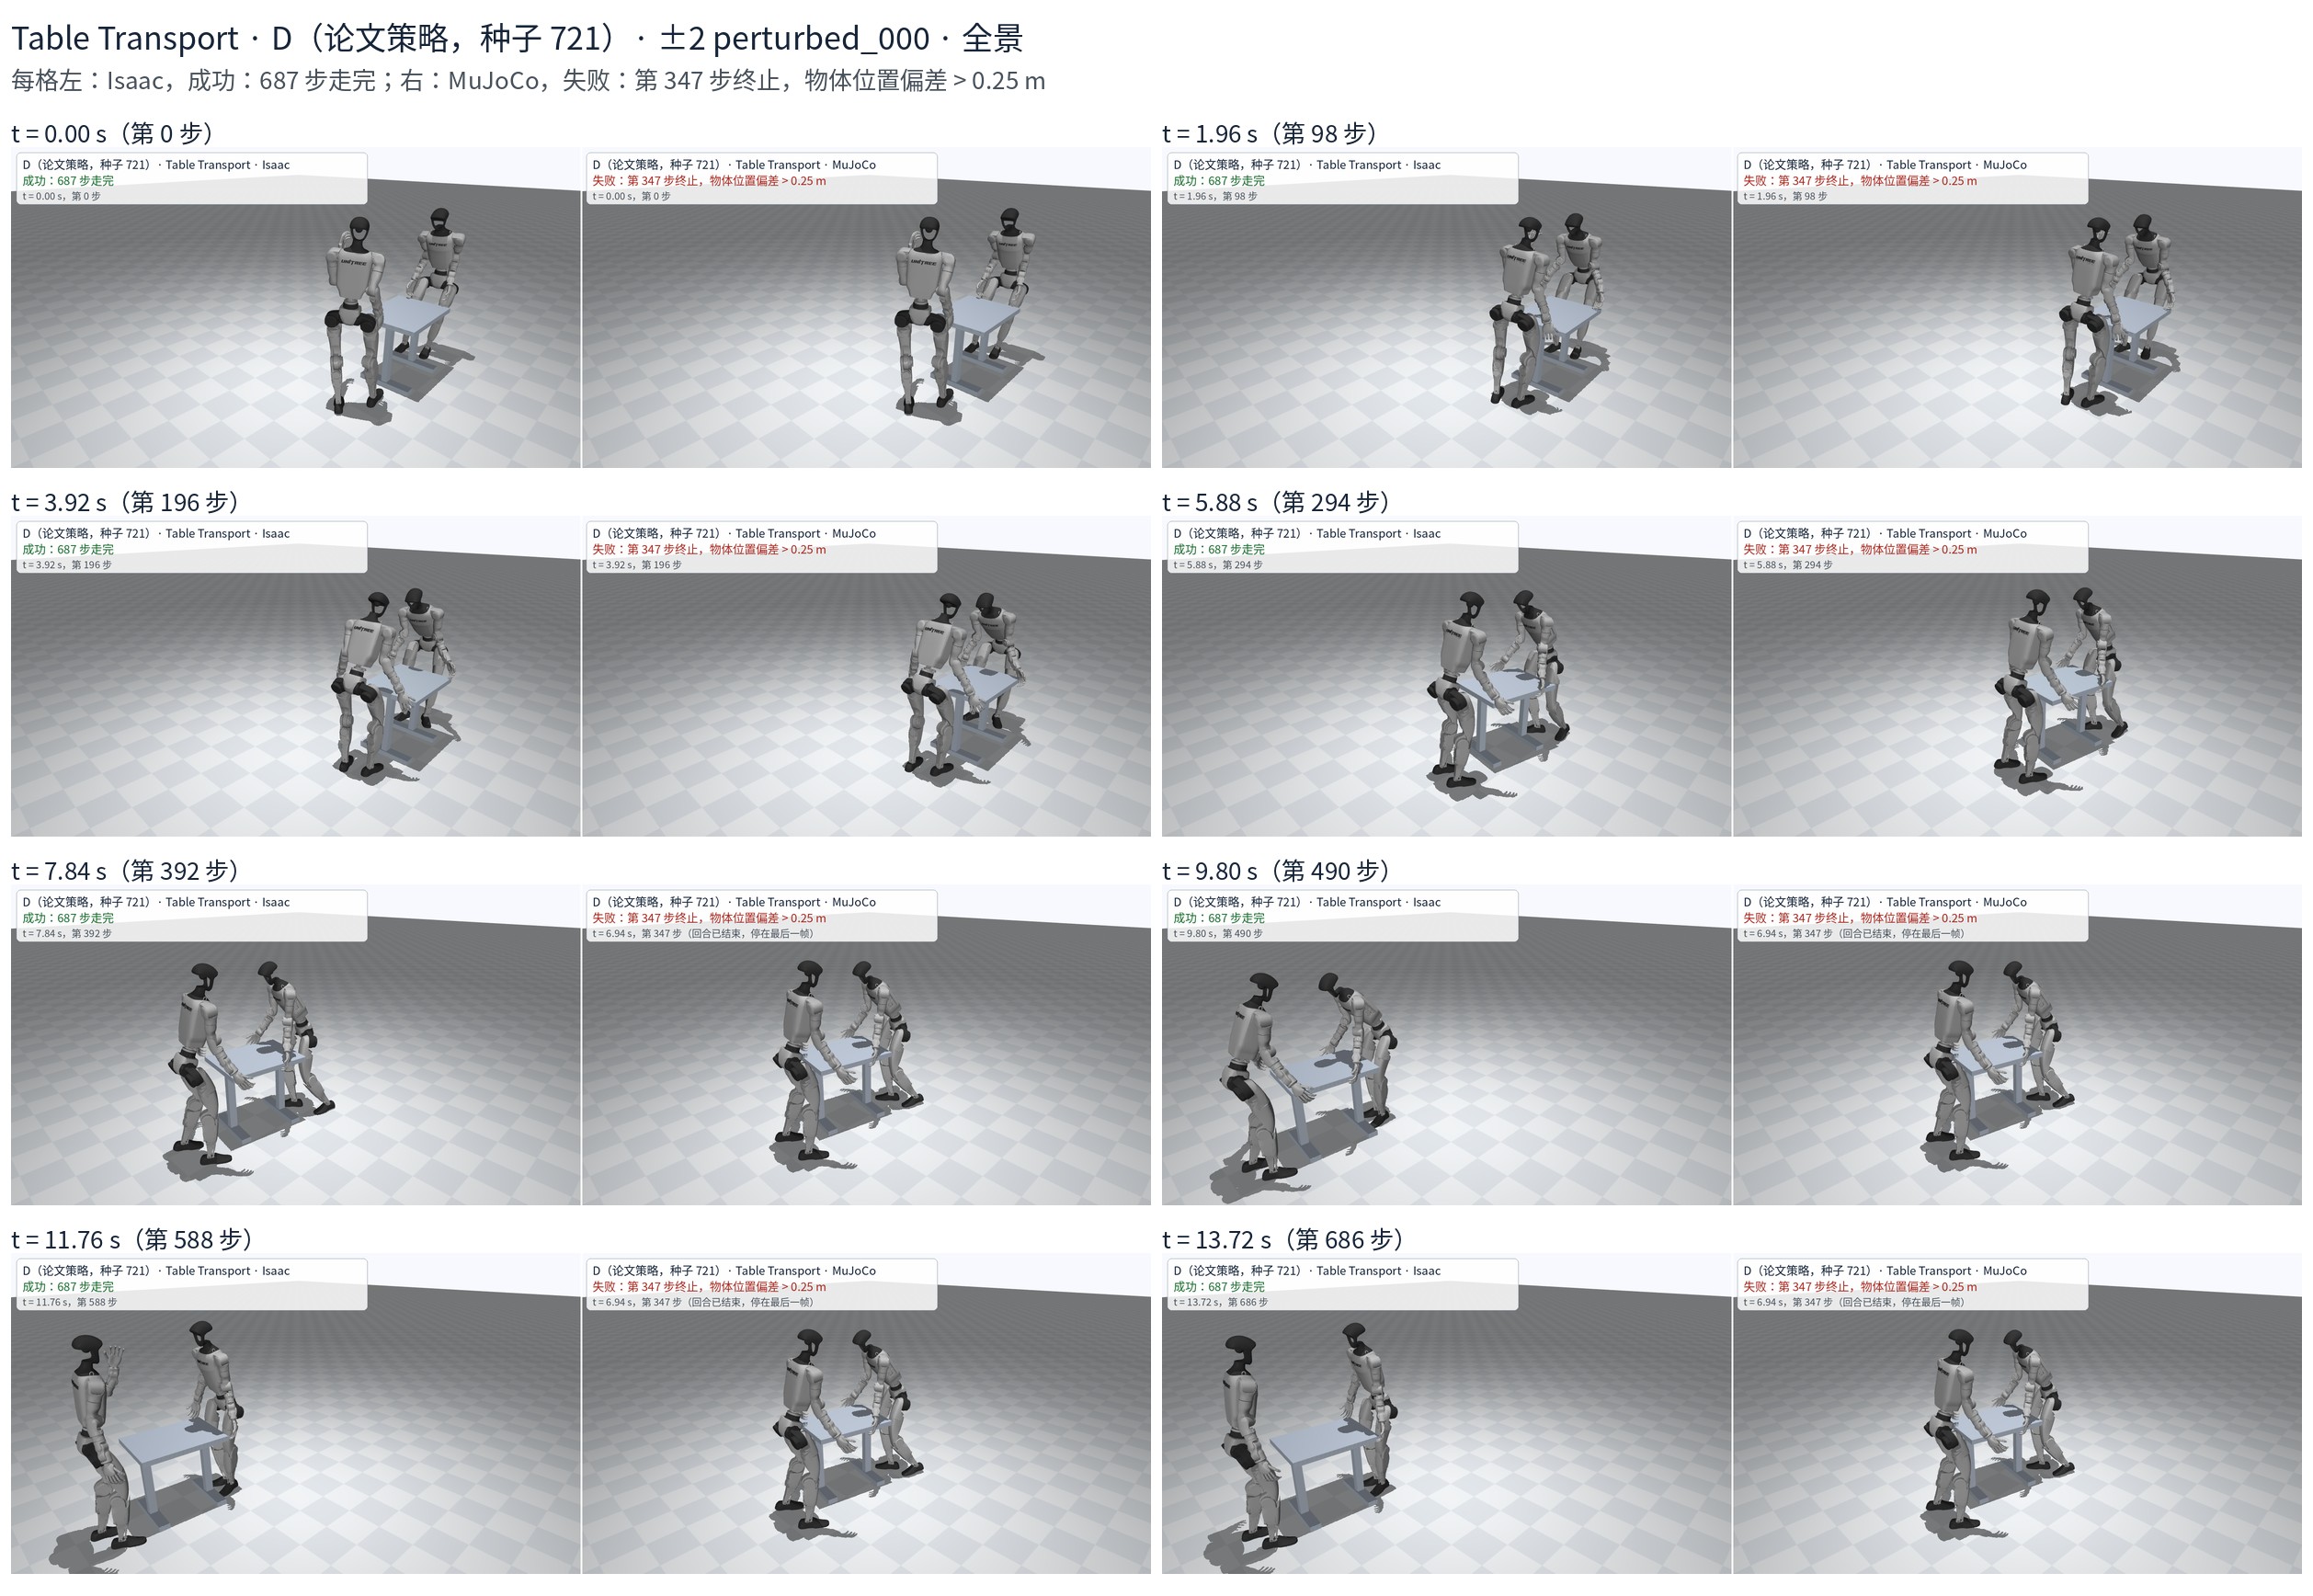 Table Transport · D（论文策略，种子 721） · ±2 perturbed_000 · 全景
每格左：Isaac，成功：687 步走完；右：MuJoCo，失败：第 347 步终止，物体位置偏差 > 0.25 m
t = 0.00 s（第 0 步）
D（论文策略，种子 721） · Table Transport · Isaac
成功：687 步走完
t = 0.00 s，第 0 步
D（论文策略，种子 721） · Table Transport · MuJoCo
失败：第 347 步终止，物体位置偏差 > 0.25 m
t = 0.00 s，第 0 步
t = 1.96 s（第 98 步）
D（论文策略，种子 721） · Table Transport · Isaac
成功：687 步走完
t = 1.96 s，第 98 步
D（论文策略，种子 721） · Table Transport · MuJoCo
失败：第 347 步终止，物体位置偏差 > 0.25 m
t = 1.96 s，第 98 步
t = 3.92 s（第 196 步）
D（论文策略，种子 721） · Table Transport · Isaac
成功：687 步走完
t = 3.92 s，第 196 步
D（论文策略，种子 721） · Table Transport · MuJoCo
失败：第 347 步终止，物体位置偏差 > 0.25 m
t = 3.92 s，第 196 步
t = 5.88 s（第 294 步）
D（论文策略，种子 721） · Table Transport · Isaac
成功：687 步走完
t = 5.88 s，第 294 步
D（论文策略，种子 721） · Table Transport · MuJoCo
失败：第 347 步终止，物体位置偏差 > 0.25 m
t = 5.88 s，第 294 步
t = 7.84 s（第 392 步）
D（论文策略，种子 721） · Table Transport · Isaac
成功：687 步走完
t = 7.84 s，第 392 步
D（论文策略，种子 721） · Table Transport · MuJoCo
失败：第 347 步终止，物体位置偏差 > 0.25 m
t = 6.94 s，第 347 步（回合已结束，停在最后一帧）
t = 9.80 s（第 490 步）
D（论文策略，种子 721） · Table Transport · Isaac
成功：687 步走完
t = 9.80 s，第 490 步
D（论文策略，种子 721） · Table Transport · MuJoCo
失败：第 347 步终止，物体位置偏差 > 0.25 m
t = 6.94 s，第 347 步（回合已结束，停在最后一帧）
t = 11.76 s（第 588 步）
D（论文策略，种子 721） · Table Transport · Isaac
成功：687 步走完
t = 11.76 s，第 588 步
D（论文策略，种子 721） · Table Transport · MuJoCo
失败：第 347 步终止，物体位置偏差 > 0.25 m
t = 6.94 s，第 347 步（回合已结束，停在最后一帧）
t = 13.72 s（第 686 步）
D（论文策略，种子 721） · Table Transport · Isaac
成功：687 步走完
t = 13.72 s，第 686 步
D（论文策略，种子 721） · Table Transport · MuJoCo
失败：第 347 步终止，物体位置偏差 > 0.25 m
t = 6.94 s，第 347 步（回合已结束，停在最后一帧）